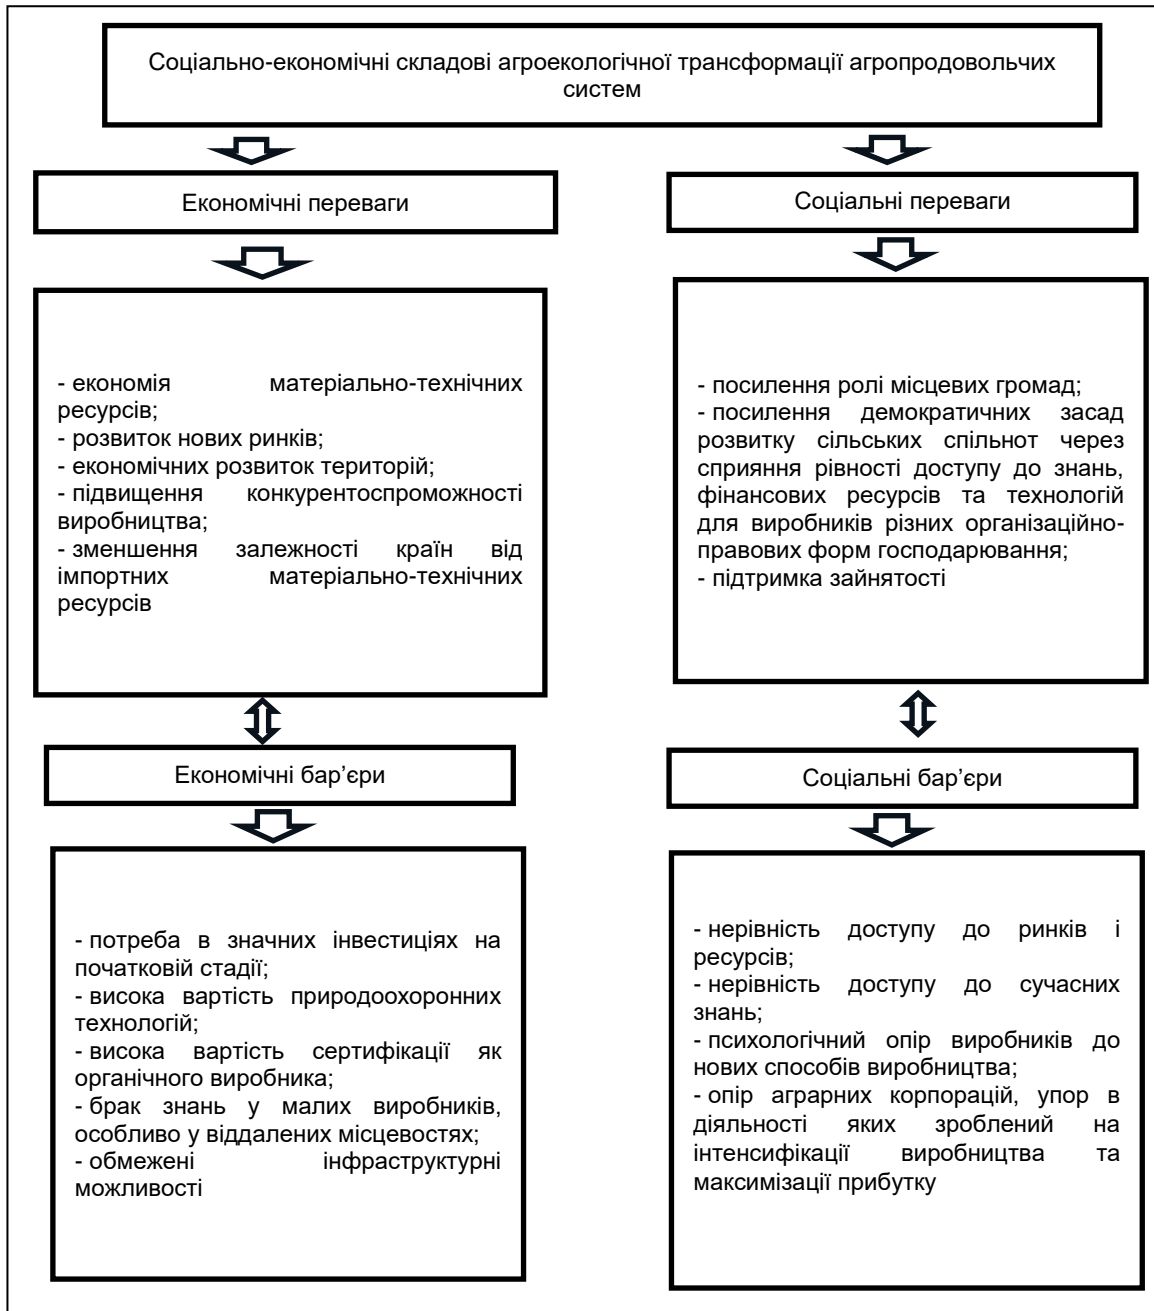 Соціально-економічні складові агроекологічної трансформації агропродовольчих
систем
Економічні переваги
Соціальні переваги
- економія матеріально-технічних
ресурсів;
- розвиток нових ринків;
- економічних розвиток територій;
- підвищення конкурентоспроможності
виробництва;
- зменшення залежності країн від
імпортних матеріально-технічних
ресурсів
- посилення ролі місцевих громад;
- посилення демократичних засад
розвитку сільських спільнот через
сприяння рівності доступу до знань,
фінансових ресурсів та технологій
для виробників різних організаційно-
правових форм господарювання;
- підтримка зайнятості
Економічні бар’єри
Соціальні бар’єри
- потреба в значних інвестиціях на
початковій стадії;
- висока вартість природоохоронних
технологій;
- висока вартість сертифікації як
органічного виробника;
- брак знань у малих виробників,
особливо у віддалених місцевостях;
- обмежені інфраструктурні
можливості
- нерівність доступу до ринків і
ресурсів;
- нерівність доступу до сучасних
знань;
- психологічний опір виробників до
нових способів виробництва;
- опір аграрних корпорацій, упор в
діяльності яких зроблений на
інтенсифікації виробництва та
максимізації прибутку